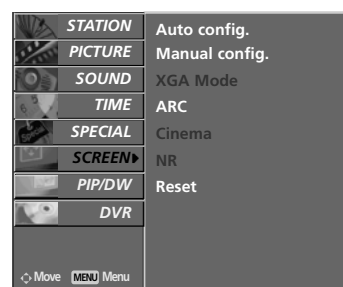 STATION
PICTURE
SOUND
TIME
SPECIAL
SCREEN
PIP/DW
DVR
Move MENU Menu
Auto config.
Manual config.
XGA Mode
ARC
Cinema
NR
Reset